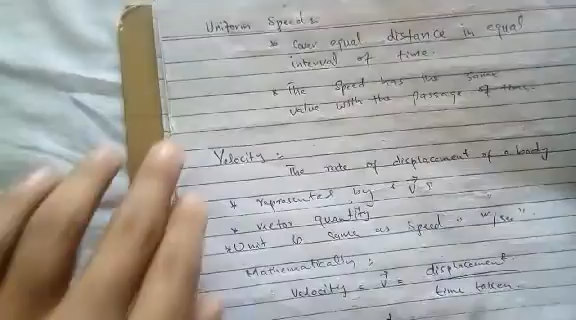 Uniform Speed :
* Cover equal distance in equal
interval of time.
* The speed has the same
value with the passage of time.
Velocity :
The rate of displacement of a body
* represented by " v⃗ "
* vector quantity
* Unit is same as speed " m/sec ".
Mathematically :
velocity = v⃗ = displacement
time taken